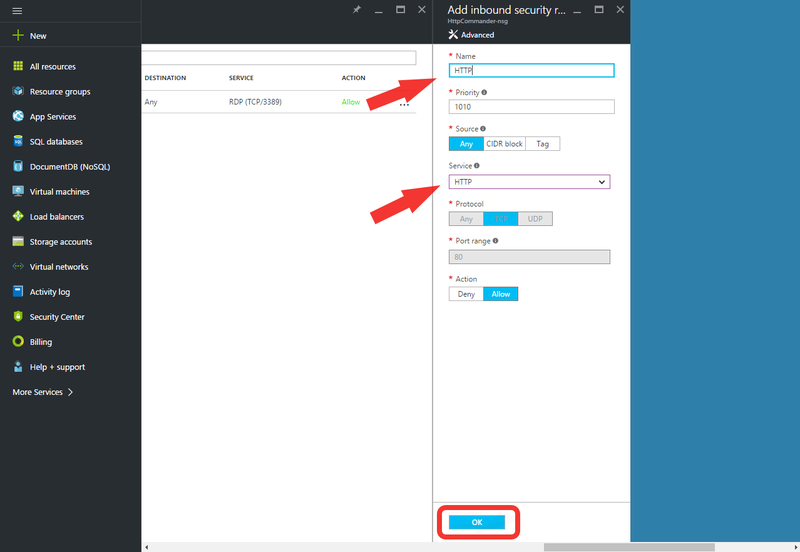 New
All resources
Resource groups
App Services
SQL databases
DocumentDB (NoSQL)
Virtual machines
Load balancers
Storage accounts
Virtual networks
Activity log
Security Center
Billing
Help + support
More Services
DESTINATION SERVICE ACTION
Any RDP (TCP/3389) Allow ...
Add inbound security r...
HttpCommander-nsg
Advanced
* Name
HTTP
* Priority
1010
* Source
Any CIDR block Tag
Service
HTTP
* Protocol
Any TCP UDP
* Port range
80
* Action
Deny Allow
OK